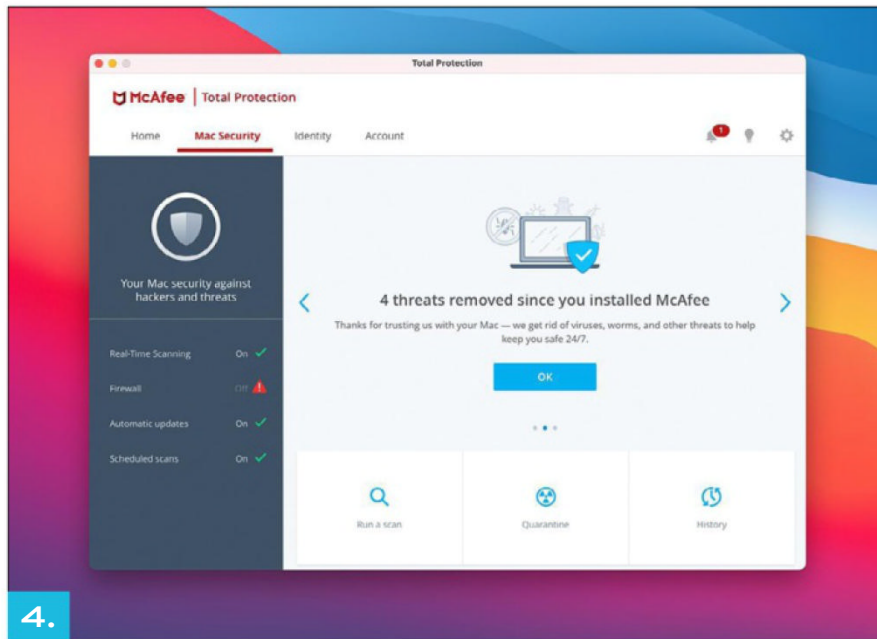 Total Protection
McAfee | Total Protection
Home Mac Security Identity Account 1
Your Mac security against
hackers and threats
4 threats removed since you installed McAfee
Thanks for trusting us with your Mac — we get rid of viruses, worms, and other threats to help
keep you safe 24/7.
OK
Real-Time Scanning On
Firewall Off
Automatic updates On
Scheduled scans On
Run a scan Quarantine History
4.